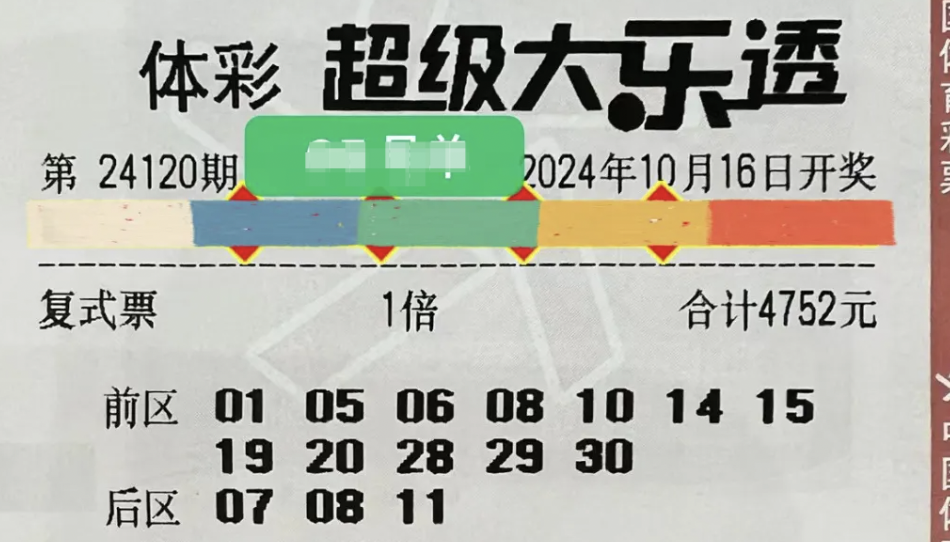 体彩 超级大乐透
第 24120期 2024年10月16日开奖
复式票 1倍 合计4752元
前区 01 05 06 08 10 14 15
19 20 28 29 30
后区 07 08 11